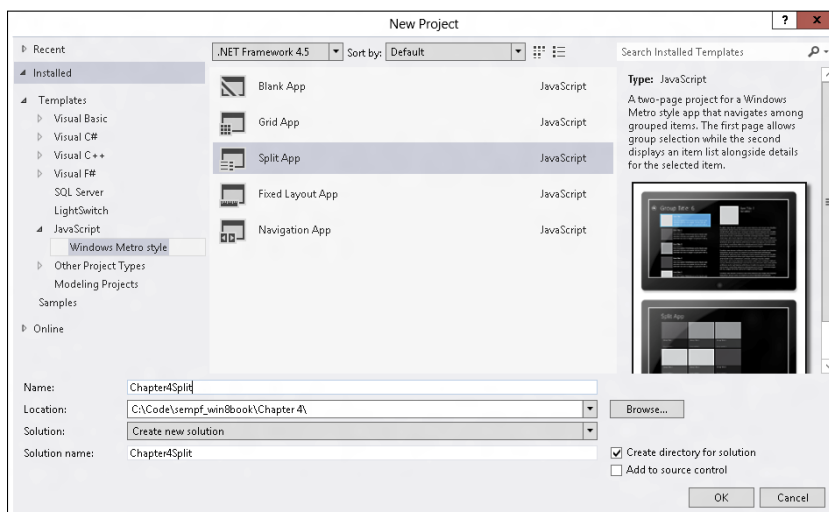 New Project
? x
Recent
.NET Framework 4.5
Sort by: Default
Search Installed Templates
Installed
Templates
Visual Basic
Visual C#
Visual C++
Visual F#
SQL Server
LightSwitch
JavaScript
Windows Metro style
Other Project Types
Modeling Projects
Samples
Online
Blank App JavaScript
Grid App JavaScript
Split App JavaScript
Fixed Layout App JavaScript
Navigation App JavaScript
Type: JavaScript
A two-page project for a Windows
Metro style app that navigates among
grouped items. The first page allows
group selection while the second
displays an item list alongside details
for the selected item.
Group Title: 6
Split App
Name: Chapter4Split
Location: C:\Code\sempf_win8book\Chapter 4\
Browse...
Solution: Create new solution
Solution name: Chapter4Split
Create directory for solution
Add to source control
OK Cancel